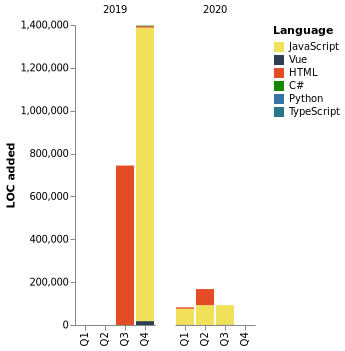 2019 2020
Language
JavaScript
Vue
HTML
C#
Python
TypeScript
LOC added
1,400,000
1,200,000
1,000,000
800,000
600,000
400,000
200,000
0
Q1 Q2 Q3 Q4 Q1 Q2 Q3 Q4